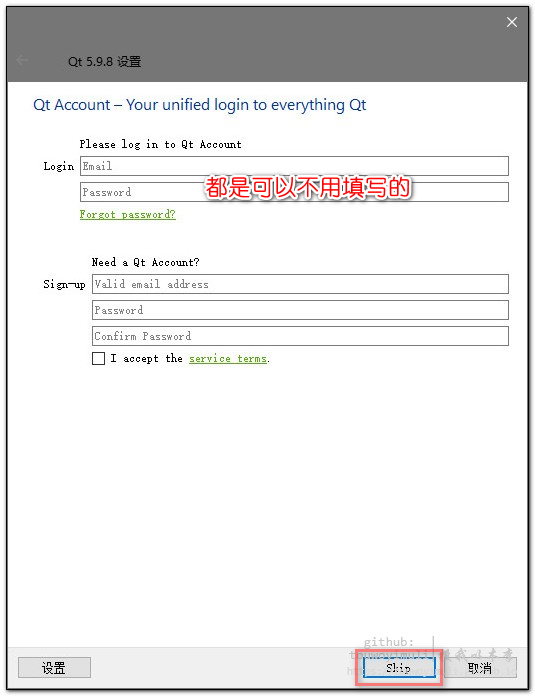 Qt 5.9.8 设置
Qt Account – Your unified login to everything Qt
Please log in to Qt Account
Login Email
Password
都是可以不用填写的
Forgot password?
Need a Qt Account?
Sign-up Valid email address
Password
Confirm Password
I accept the service terms.
github:
设置 Skip 取消